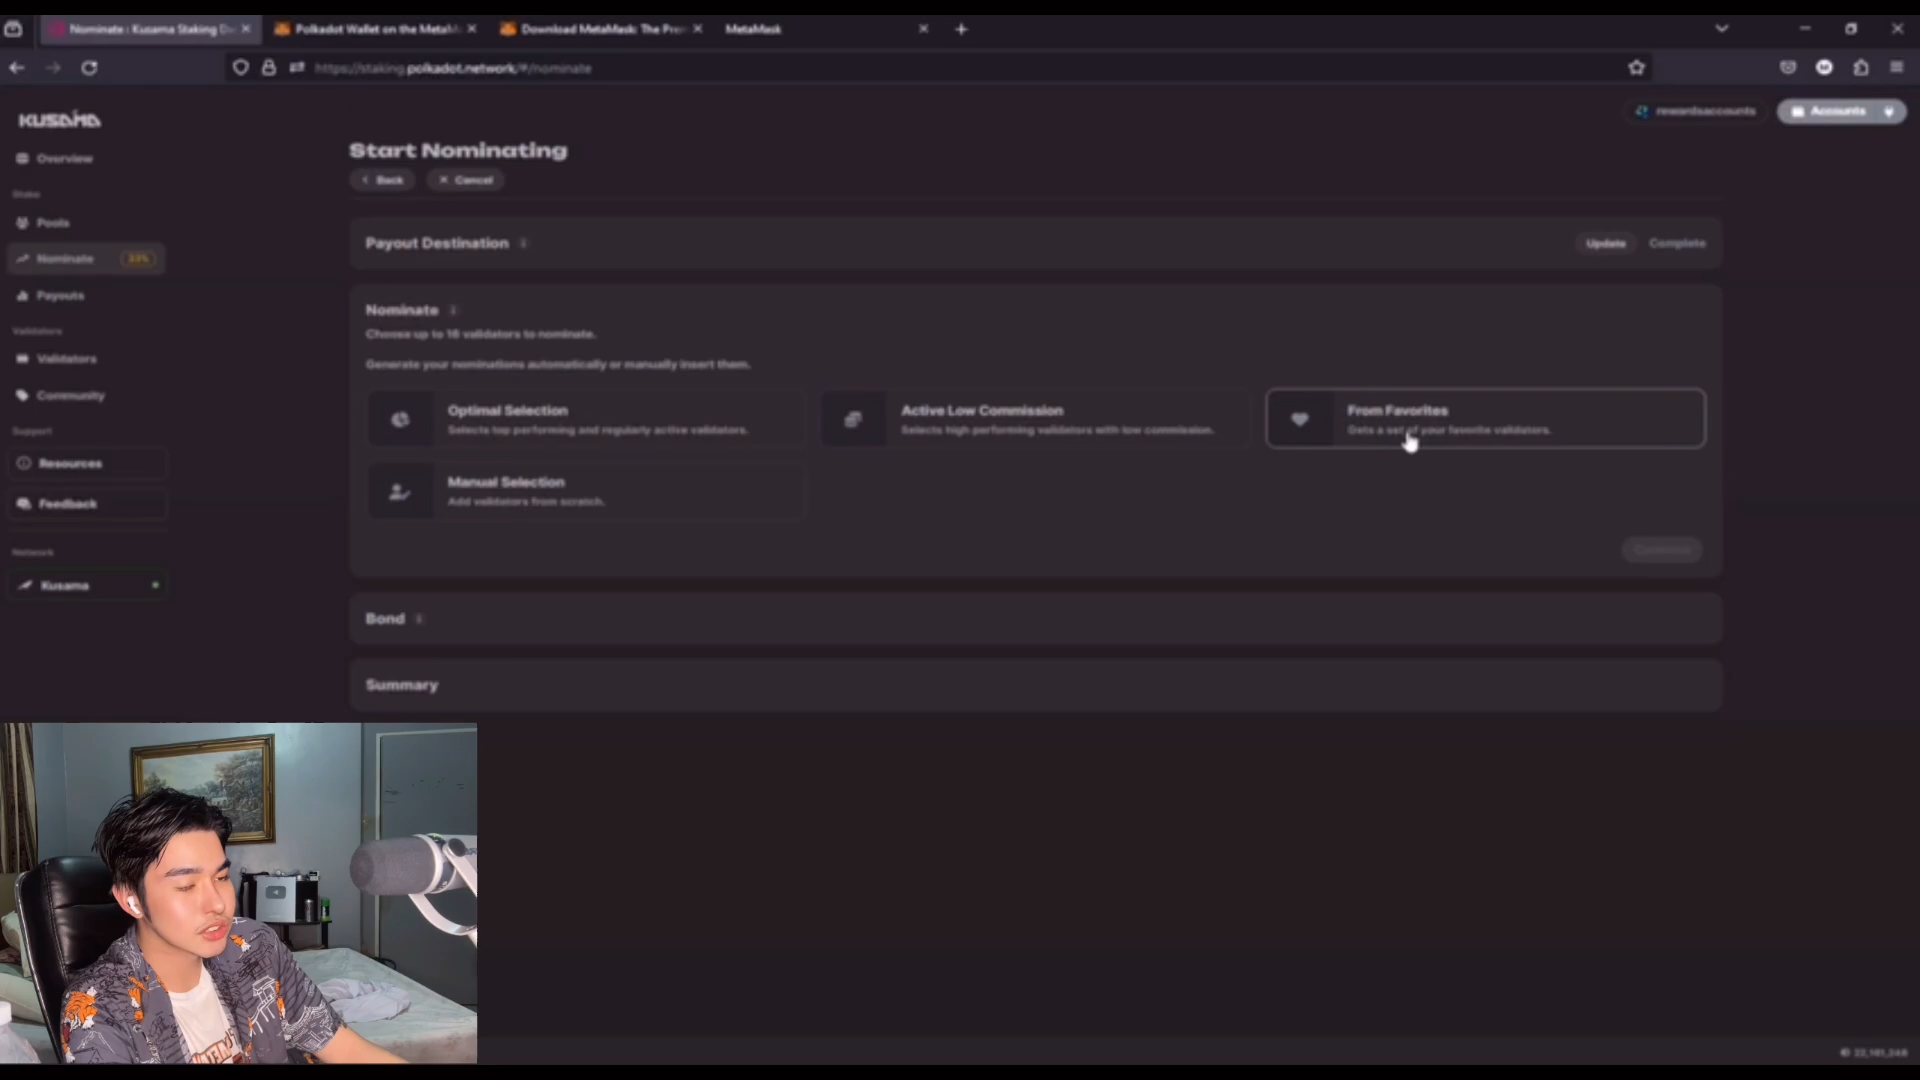 Nominate : Kusama Staking Da
Polkadot Wallet on the MetaM
Download MetaMask: The Prem
MetaMask
https://staking.polkadot.network/#/nominate
KUSAMA
rewardsaccounts
Accounts
Overview
Start Nominating
Back
Cancel
Stake
Pools
Payout Destination
Update
Complete
Nominate
33%
Payouts
Nominate
Choose up to 16 validators to nominate.
Validators
Validators
Generate your nominations automatically or manually insert them.
Community
Optimal Selection
Selects top performing and regularly active validators.
Active Low Commission
Selects high performing validators with low commission.
From Favorites
Gets a set of your favorite validators.
Support
Resources
Manual Selection
Add validators from scratch.
Feedback
Network
Continue
Kusama
Bond
Summary